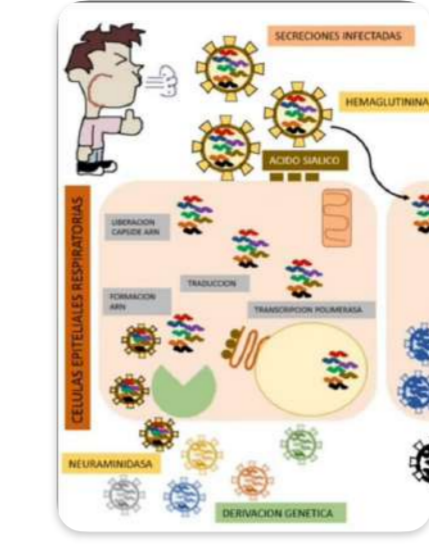 SECRECIONES INFECTADAS
HEMAGLUTININA
ACIDO SIALICO
CELULAS EPITELIALES RESPIRATORIAS
LIBERACION
CAPSIDE ARN
TRADUCCION
FORMACION
ARN
TRANSCRIPCION POLIMERASA
NEURAMINIDASA
DERIVACION GENETICA